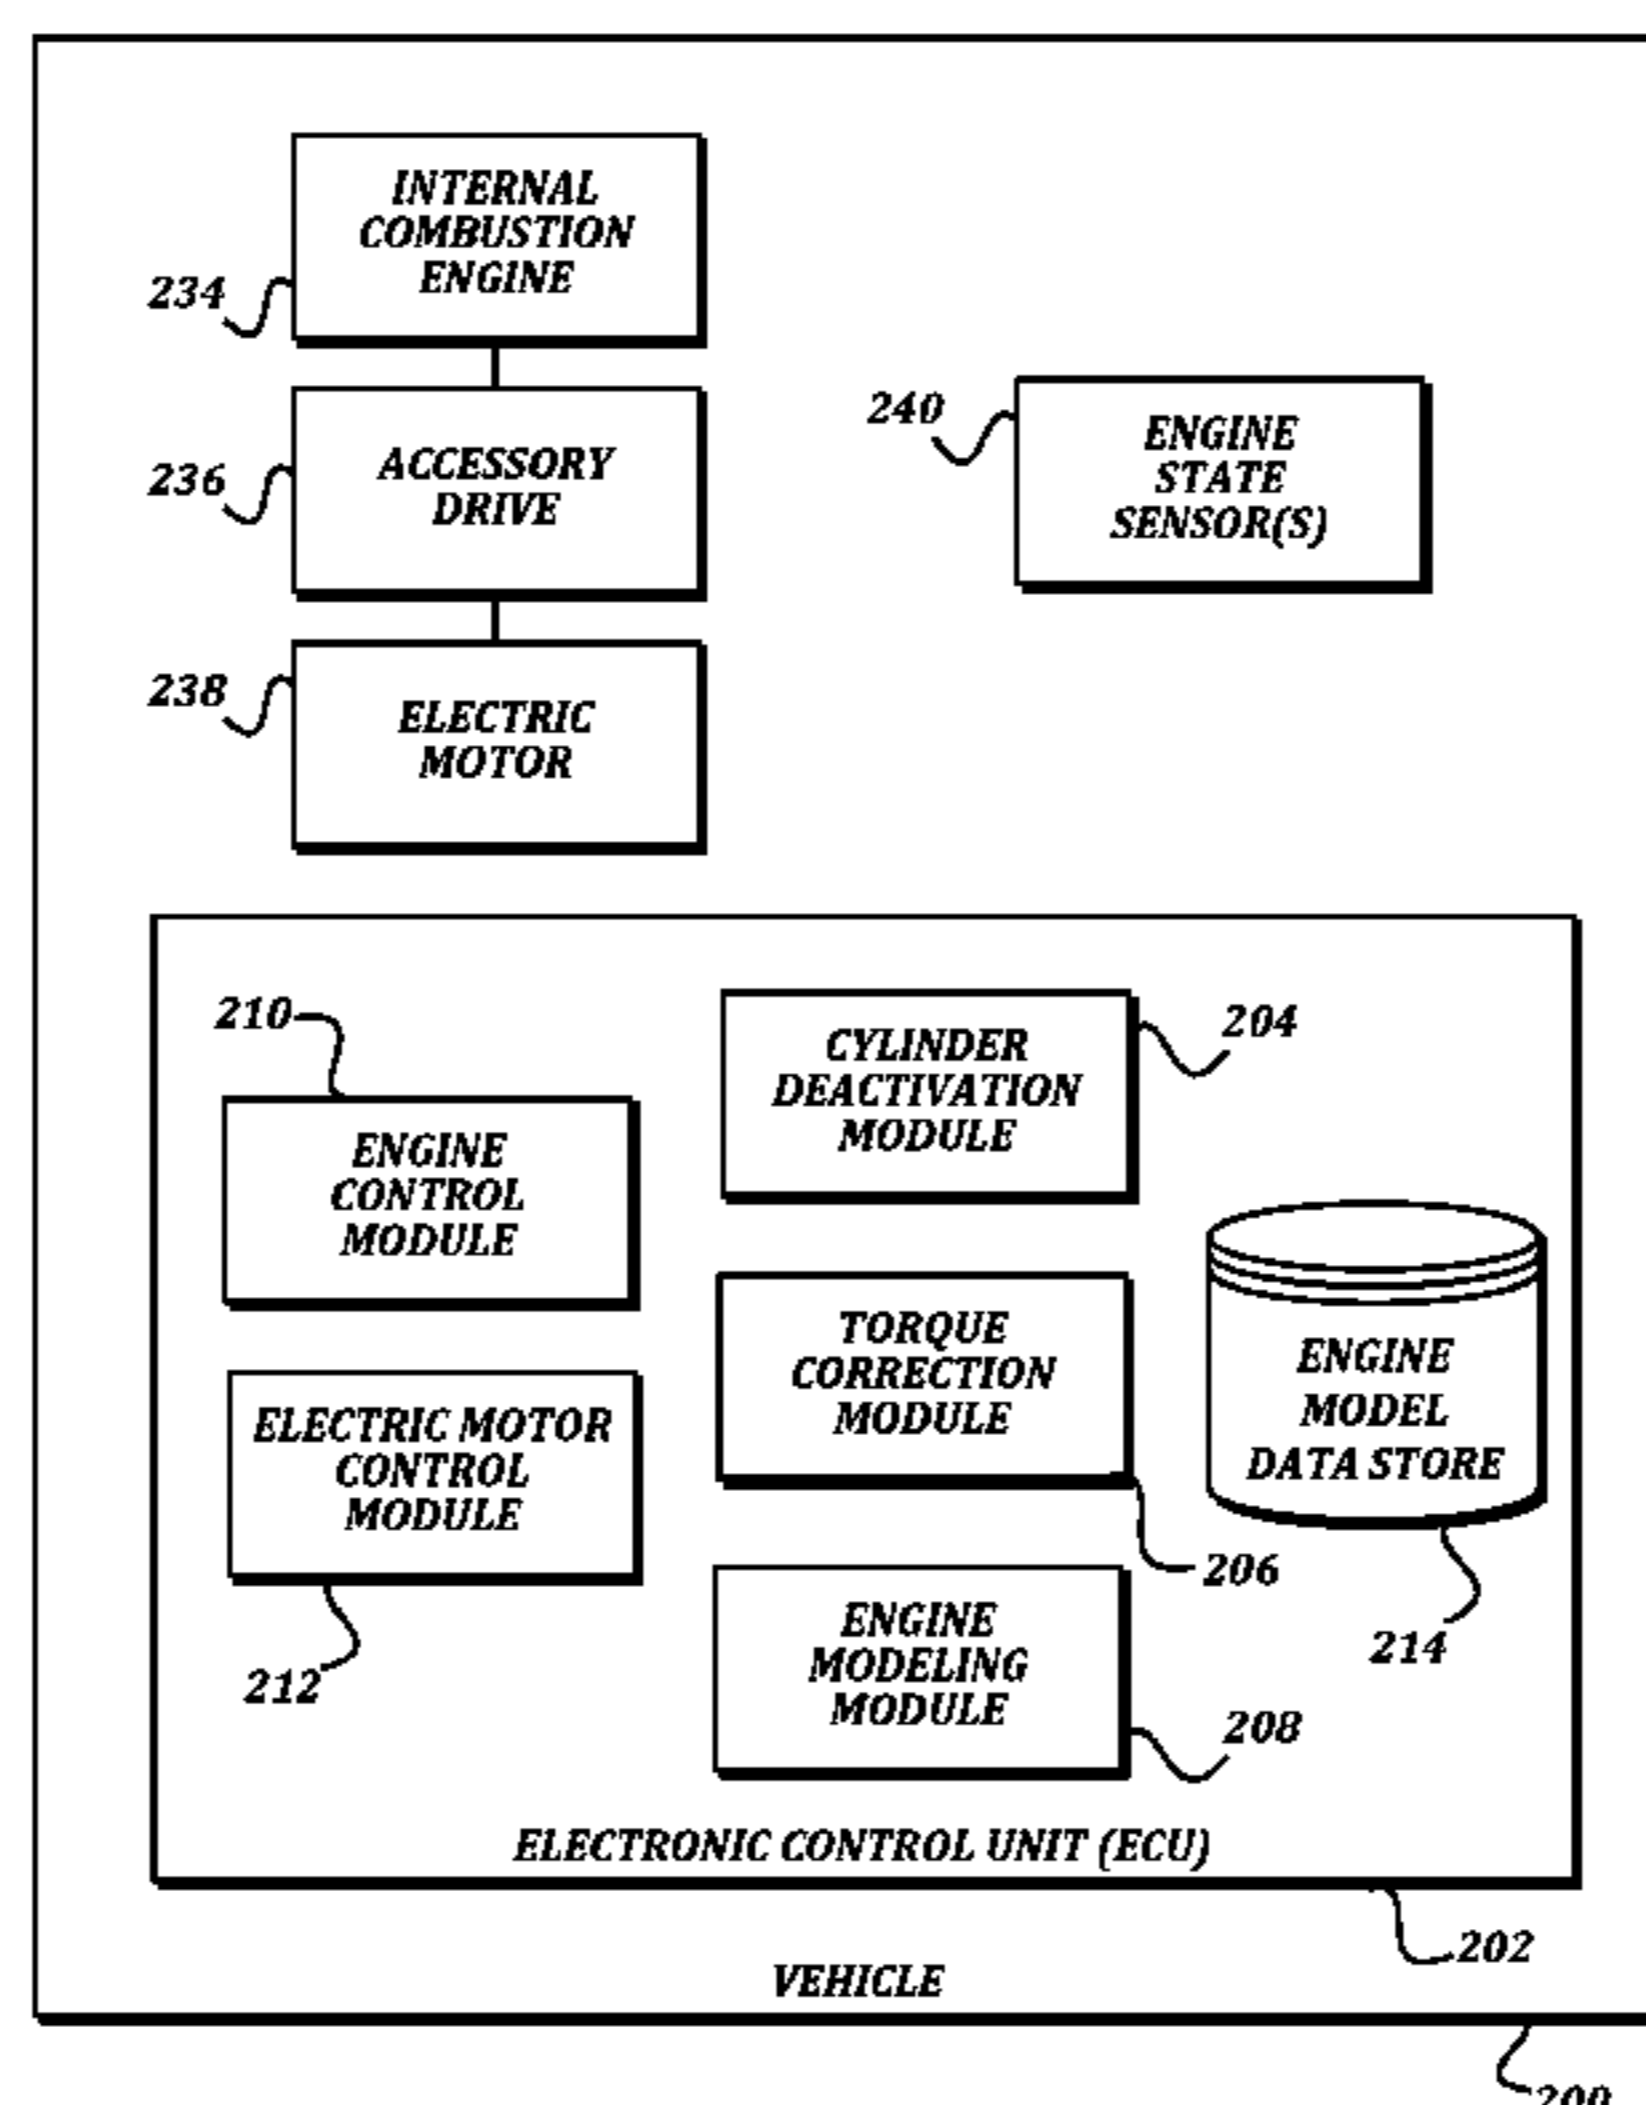 INTERNAL
COMBUSTION
ENGINE
234
ACCESSORY
DRIVE
236
240
ENGINE
STATE
SENSOR(S)
238
ELECTRIC
MOTOR
210
CYLINDER
DEACTIVATION
MODULE
204
ENGINE
CONTROL
MODULE
TORQUE
CORRECTION
MODULE
ENGINE
MODEL
DATA STORE
ELECTRIC MOTOR
CONTROL
MODULE
206
214
212
ENGINE
MODELING
MODULE
208
ELECTRONIC CONTROL UNIT (ECU)
202
VEHICLE
200